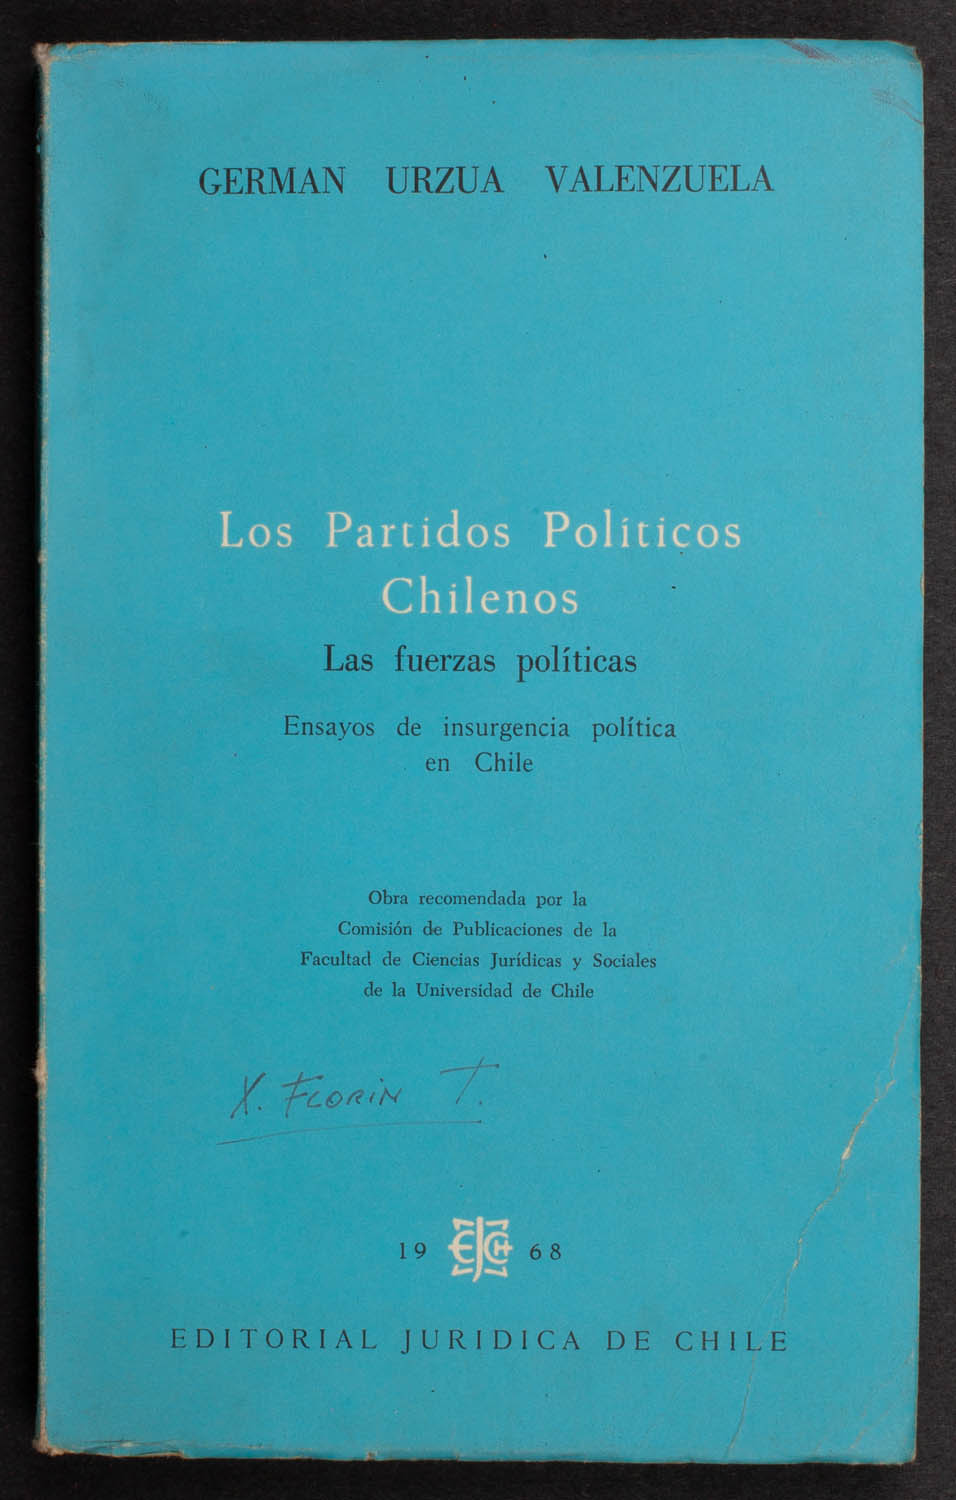 GERMAN URZUA VALENZUELA
Los Partidos Políticos
Chilenos
Las fuerzas políticas
Ensayos de insurgencia política
en Chile
Obra recomendada por la
Comisión de Publicaciones de la
Facultad de Ciencias Jurídicas y Sociales
de la Universidad de Chile
X. FLORIN T.
19 EJCH 68
EDITORIAL JURIDICA DE CHILE